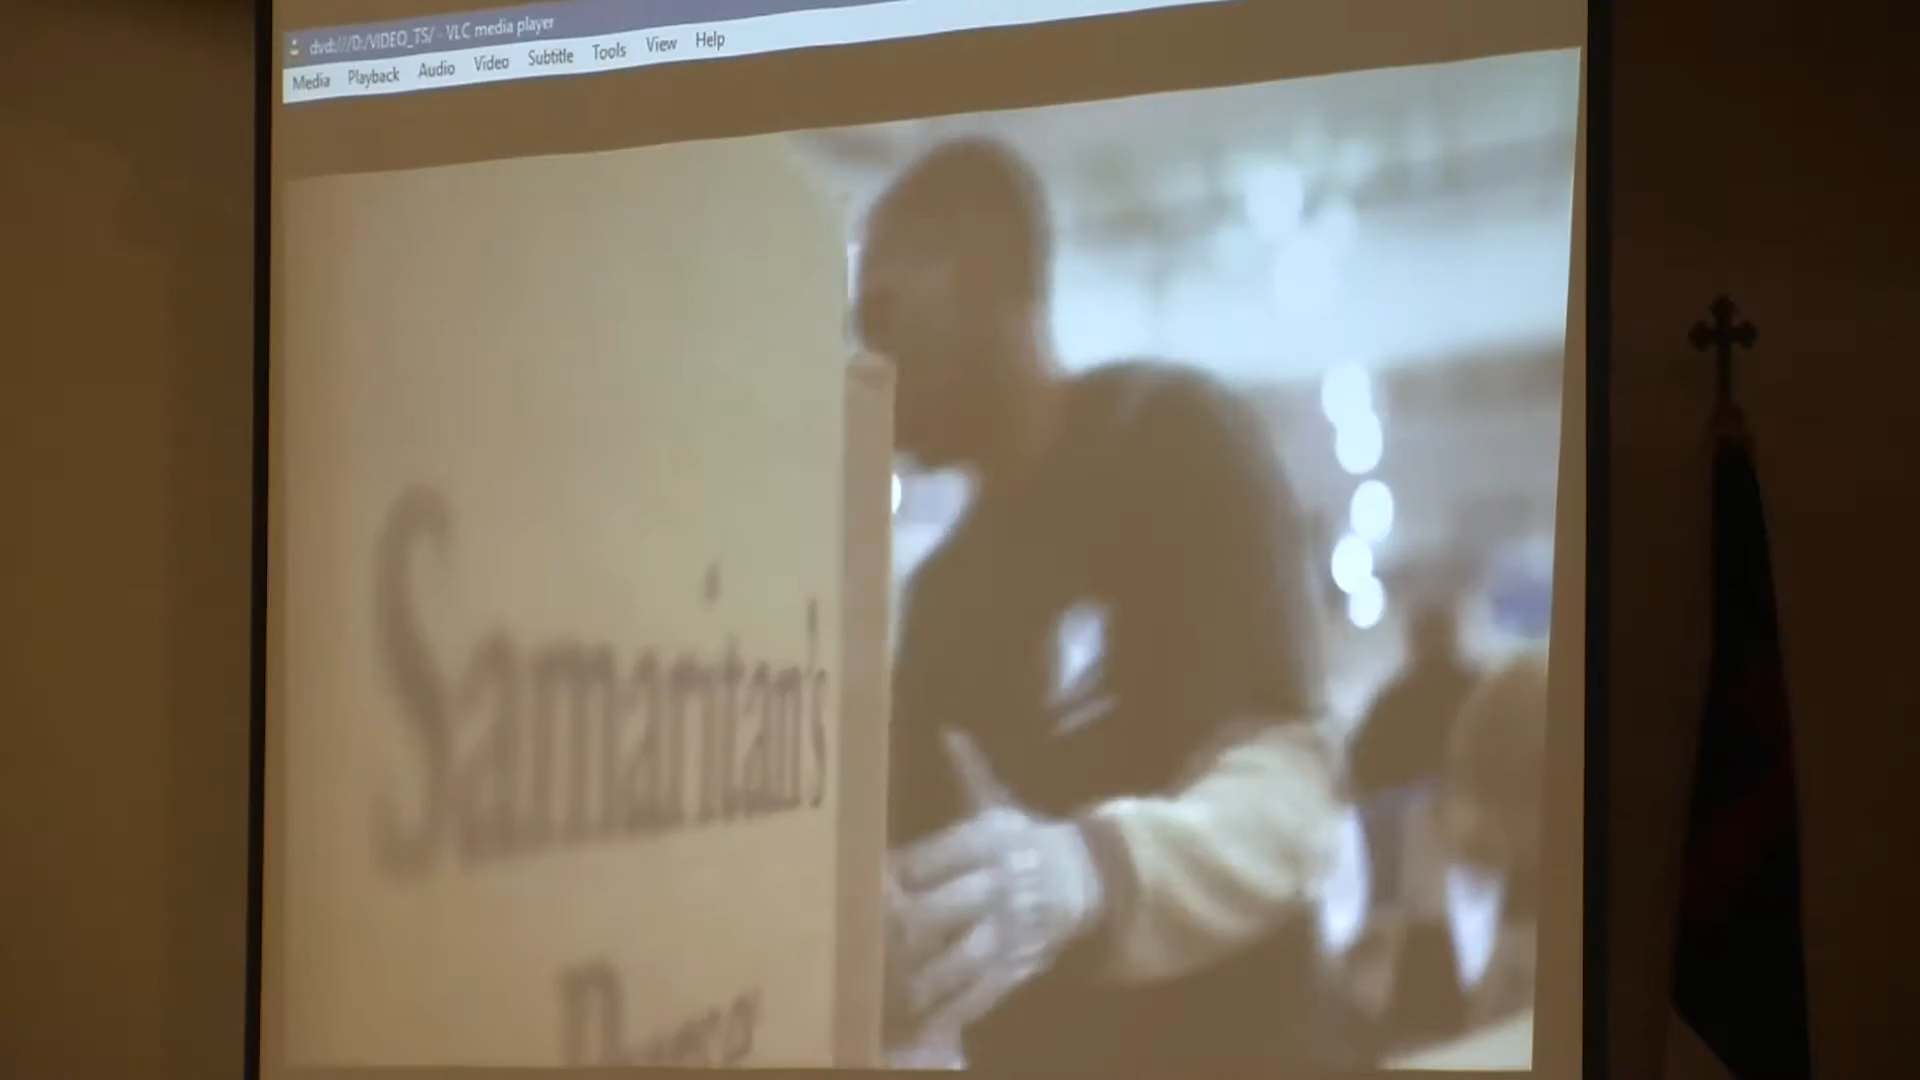 dvd:///D:/VIDEO_TS/ - VLC media player
Media Playback Audio Video Subtitle Tools View Help
Samaritan's